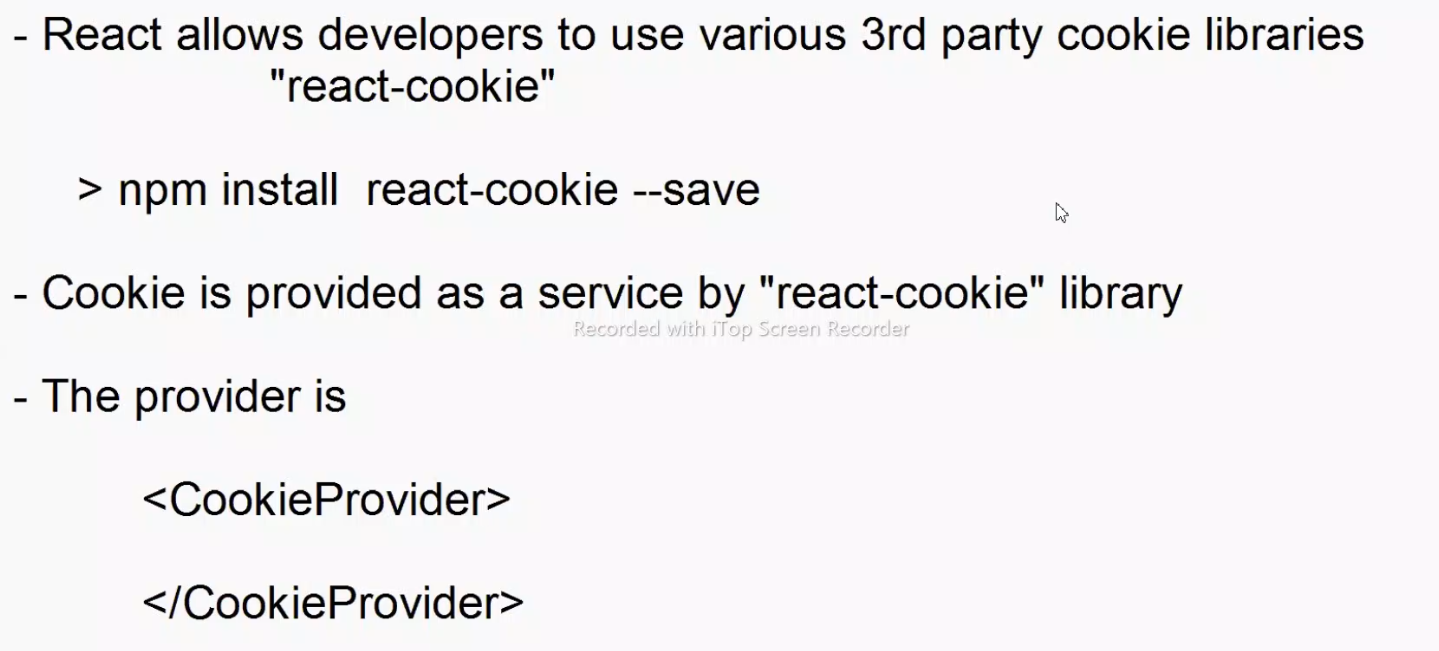 - React allows developers to use various 3rd party cookie libraries
"react-cookie"
> npm install  react-cookie --save
- Cookie is provided as a service by "react-cookie" library
Recorded with iTop Screen Recorder
- The provider is
<CookieProvider>
</CookieProvider>